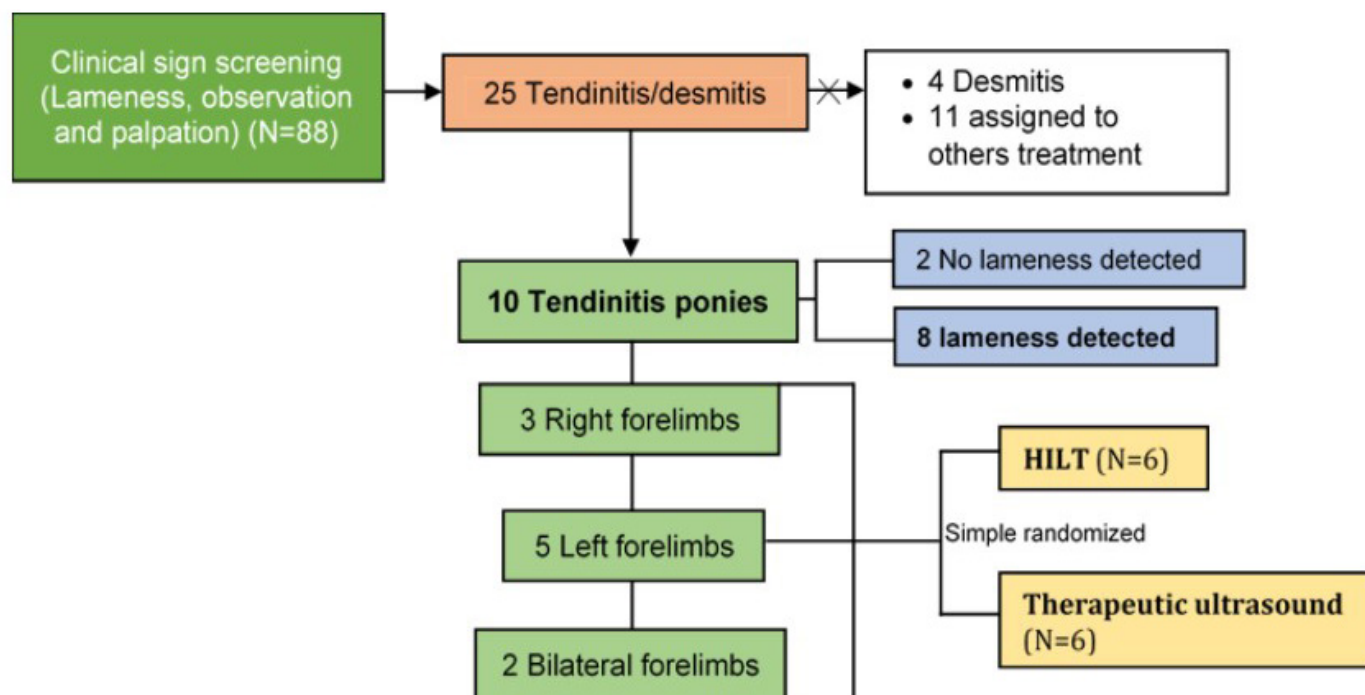 Clinical sign screening
(Lameness, observation
and palpation) (N=88)
25 Tendinitis/desmitis
• 4 Desmitis
• 11 assigned to
others treatment
10 Tendinitis ponies
2 No lameness detected
8 lameness detected
3 Right forelimbs
5 Left forelimbs
2 Bilateral forelimbs
HILT (N=6)
Simple randomized
Therapeutic ultrasound
(N=6)